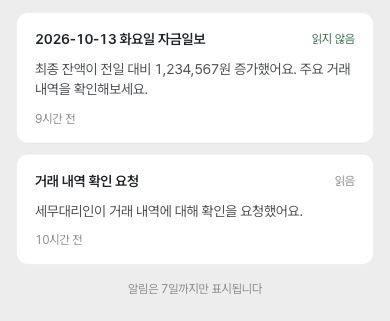 2026-10-13 화요일 자금일보 읽지 않음
최종 잔액이 전일 대비 1,234,567원 증가했어요. 주요 거래
내역을 확인해보세요.
9시간 전
거래 내역 확인 요청 읽음
세무대리인이 거래 내역에 대해 확인을 요청했어요.
10시간 전
알림은 7일까지만 표시됩니다